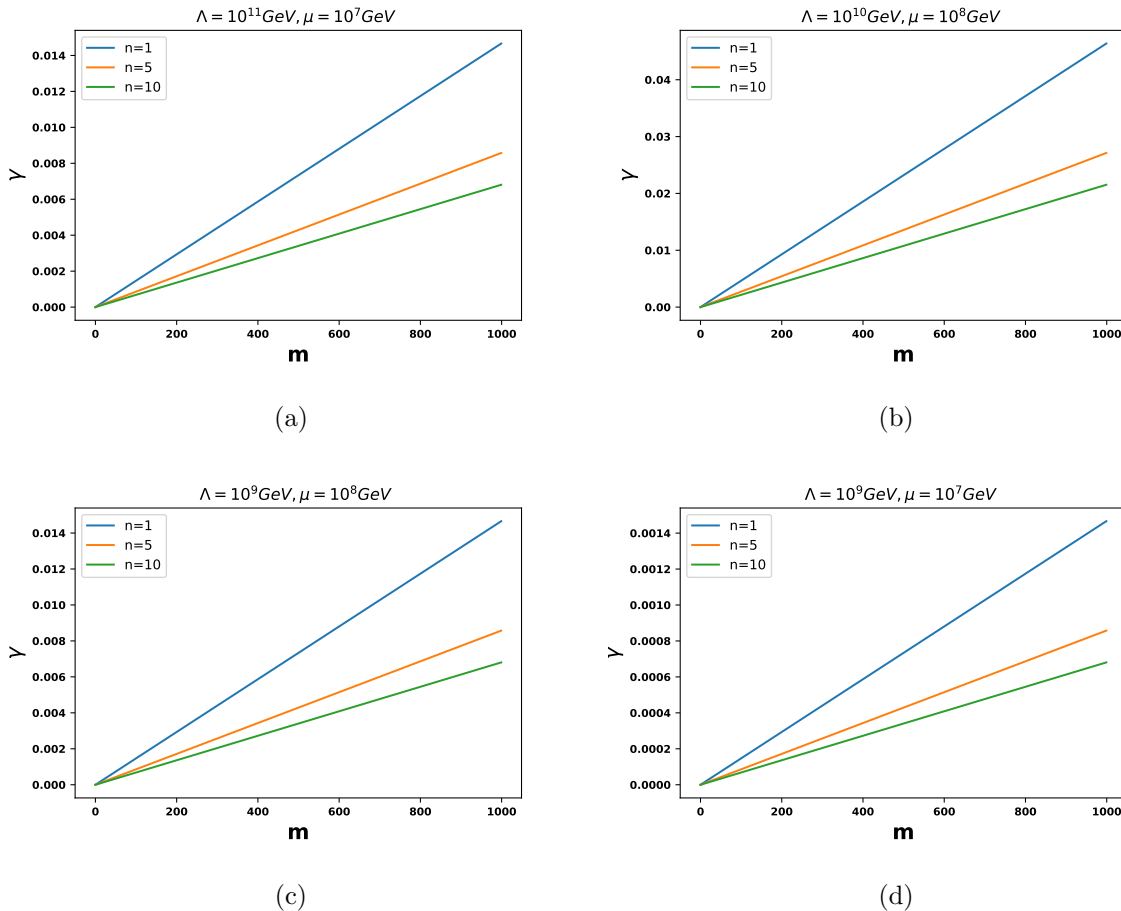 Λ = 10¹¹GeV, μ = 10⁷GeV
n=1
n=5
n=10
0.014
0.012
0.010
0.008
0.006
0.004
0.002
0.000
γ
0 200 400 600 800 1000
m
(a)
Λ = 10¹⁰GeV, μ = 10⁸GeV
n=1
n=5
n=10
0.04
0.03
0.02
0.01
0.00
γ
0 200 400 600 800 1000
m
(b)
Λ = 10⁹GeV, μ = 10⁸GeV
n=1
n=5
n=10
0.014
0.012
0.010
0.008
0.006
0.004
0.002
0.000
γ
0 200 400 600 800 1000
m
(c)
Λ = 10⁹GeV, μ = 10⁷GeV
n=1
n=5
n=10
0.0014
0.0012
0.0010
0.0008
0.0006
0.0004
0.0002
0.0000
γ
0 200 400 600 800 1000
m
(d)